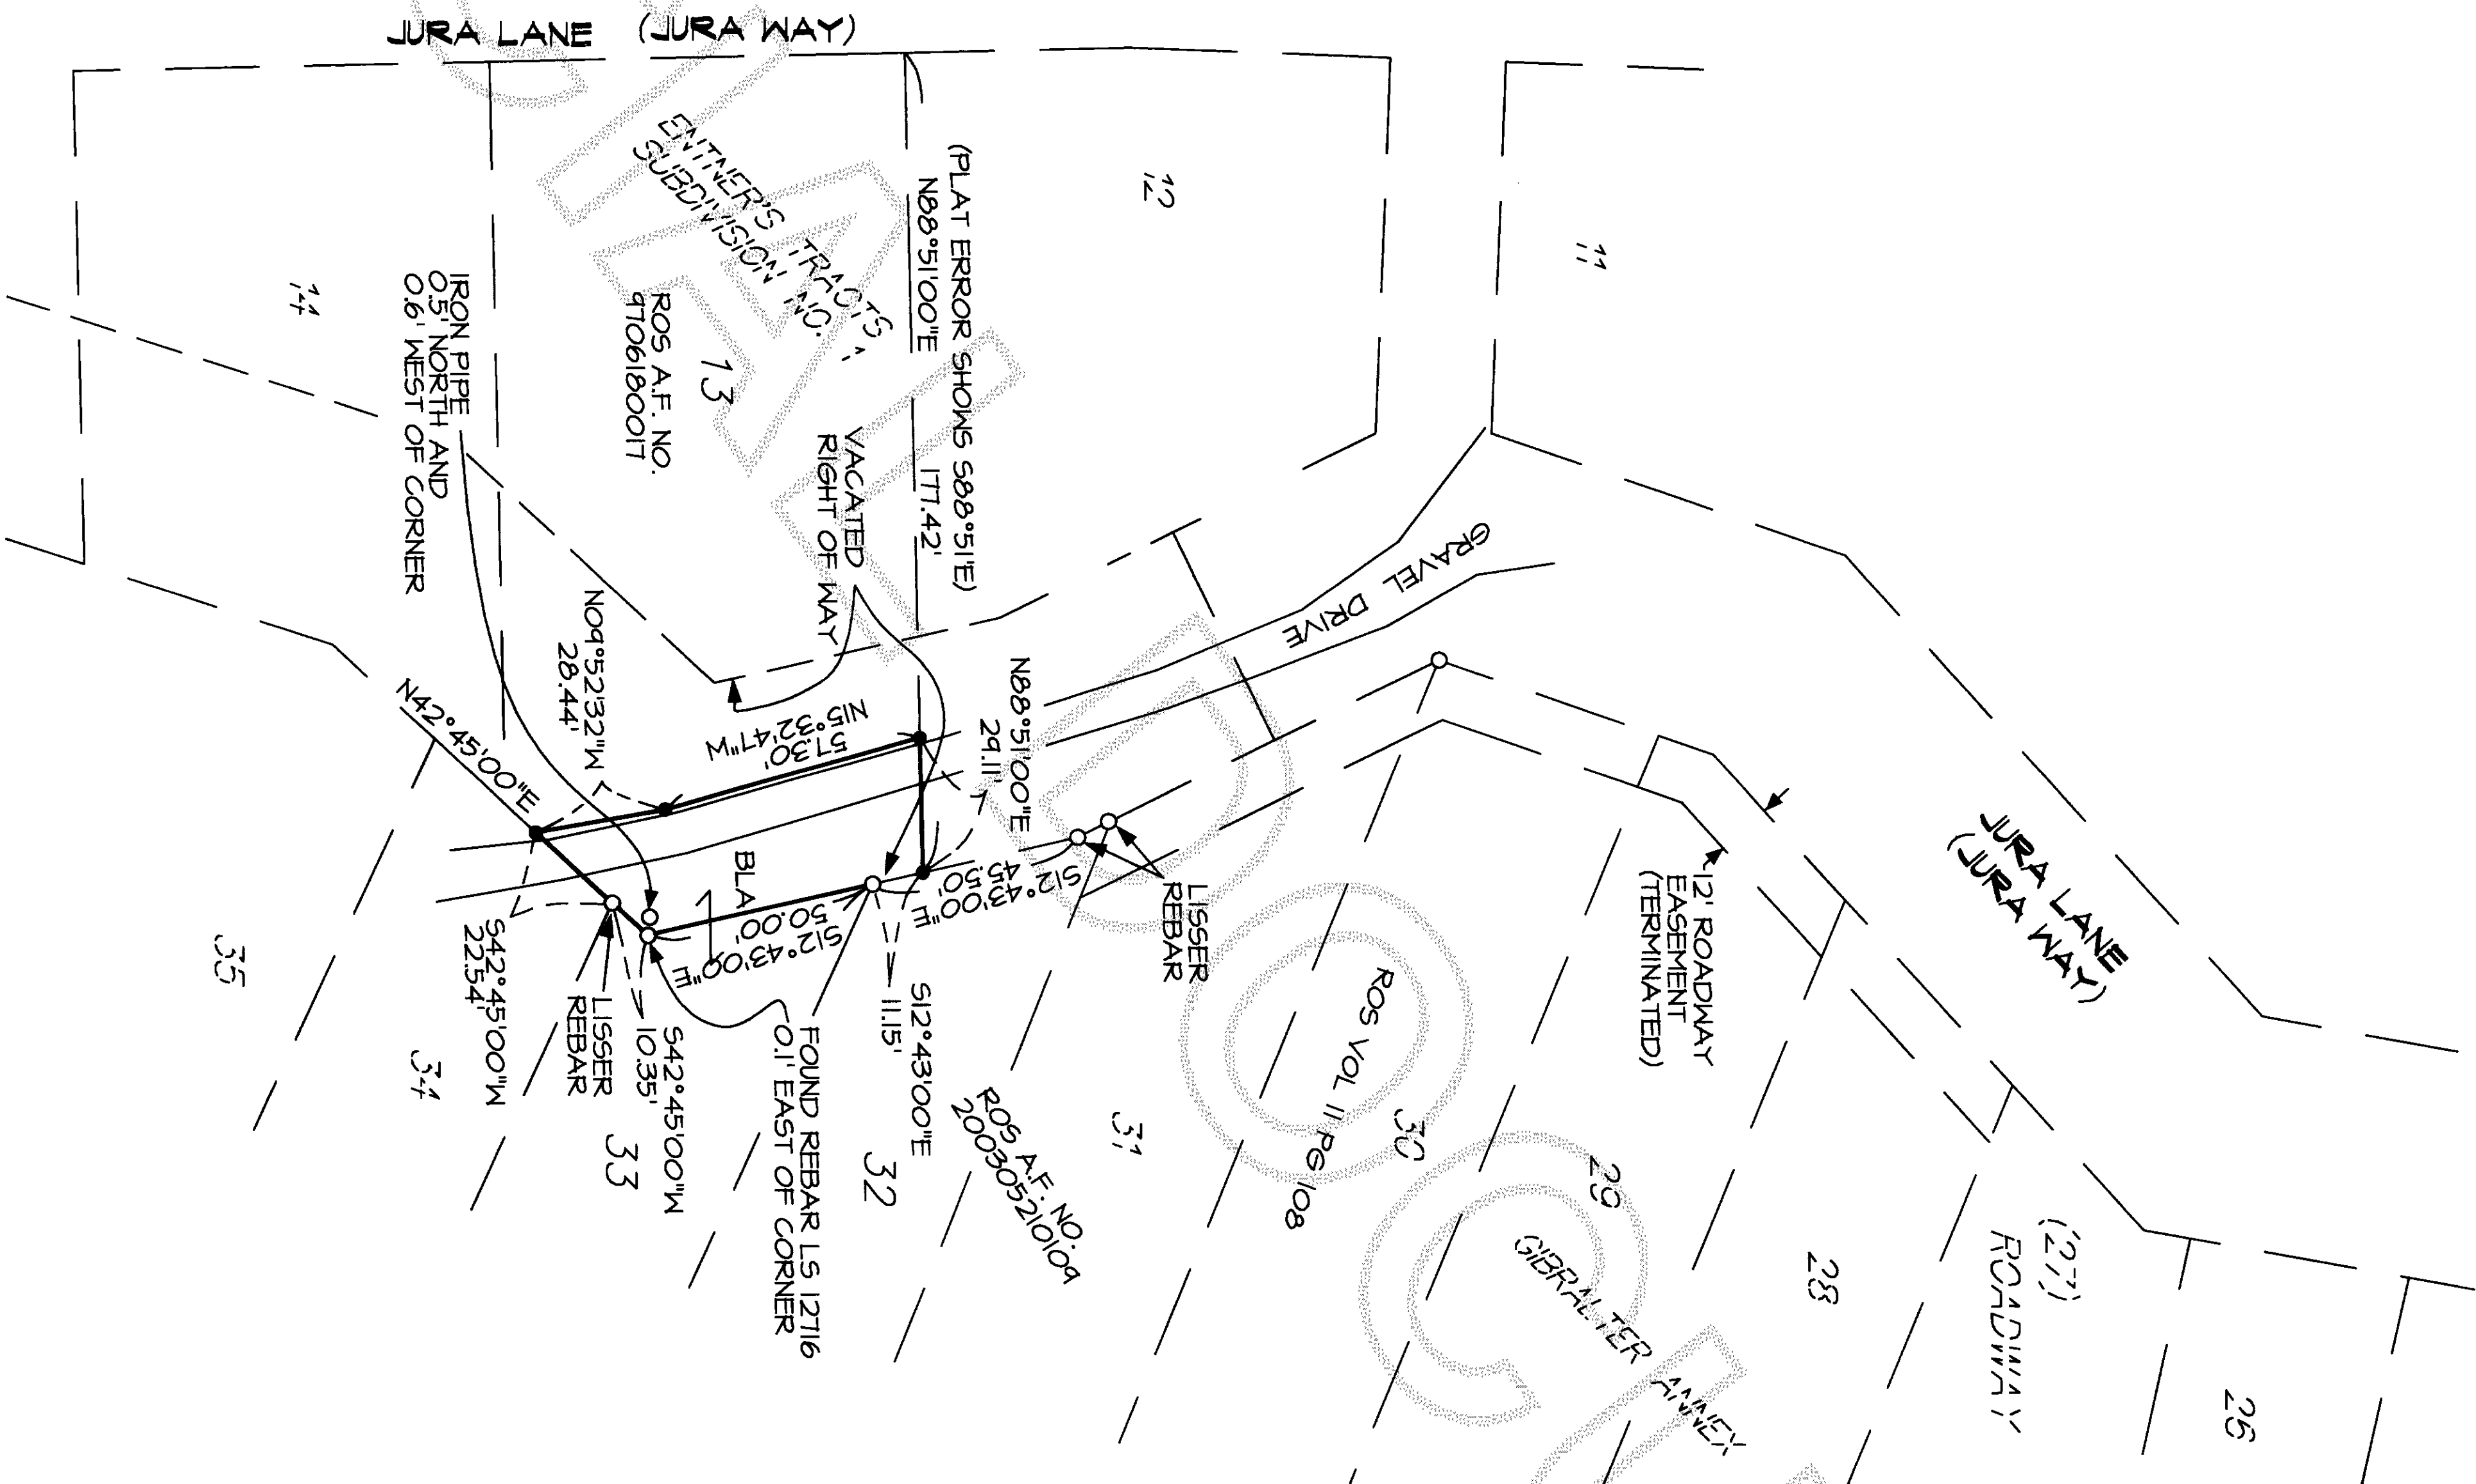 JURA LANE (JURA WAY)
ENTNER'S TRACTS
SUBDIVISION NO. 1
12
11
14
13
ROS A.F. NO.
9706180017
(PLAT ERROR SHOWS S88°51'E)
N88°51'00"E 177.42'
VACATED
RIGHT OF WAY
IRON PIPE
0.5' NORTH AND
0.6' WEST OF CORNER
GRAVEL DRIVE
N09°52'32"W
28.44'
N42°45'00"E
N15°32'47"W
57.30'
N88°51'00"E
29.11'
BLA
S12°43'00"E
50.00'
S12°43'00"E
45.50'
LISSER
REBAR
12' ROADWAY
EASEMENT
(TERMINATED)
JURA LANE
(JURA WAY)
S12°43'00"E
11.15'
S42°45'00"W
22.54'
LISSER
REBAR
S42°45'00"W
10.35'
FOUND REBAR LS 12716
0.1' EAST OF CORNER
ROS A.F. NO.
200305210109
ROS VOL 11 PG 108
35
34
33
32
31
30
29
28
(27)
ROADWAY
26
GIBRALTER ANNEX